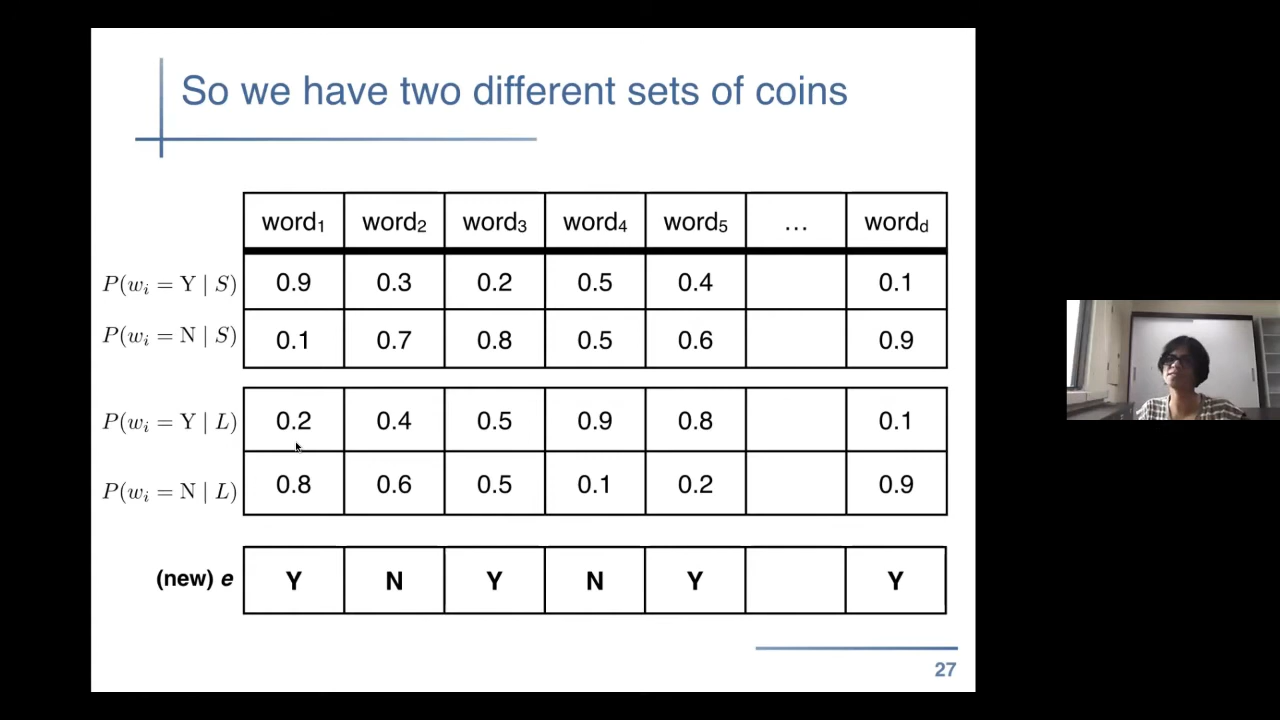 So we have two different sets of coins
word₁ word₂ word₃ word₄ word₅ … word_d
P(wᵢ = Y | S) 0.9 0.3 0.2 0.5 0.4 0.1
P(wᵢ = N | S) 0.1 0.7 0.8 0.5 0.6 0.9
P(wᵢ = Y | L) 0.2 0.4 0.5 0.9 0.8 0.1
P(wᵢ = N | L) 0.8 0.6 0.5 0.1 0.2 0.9
(new) e Y N Y N Y Y
27